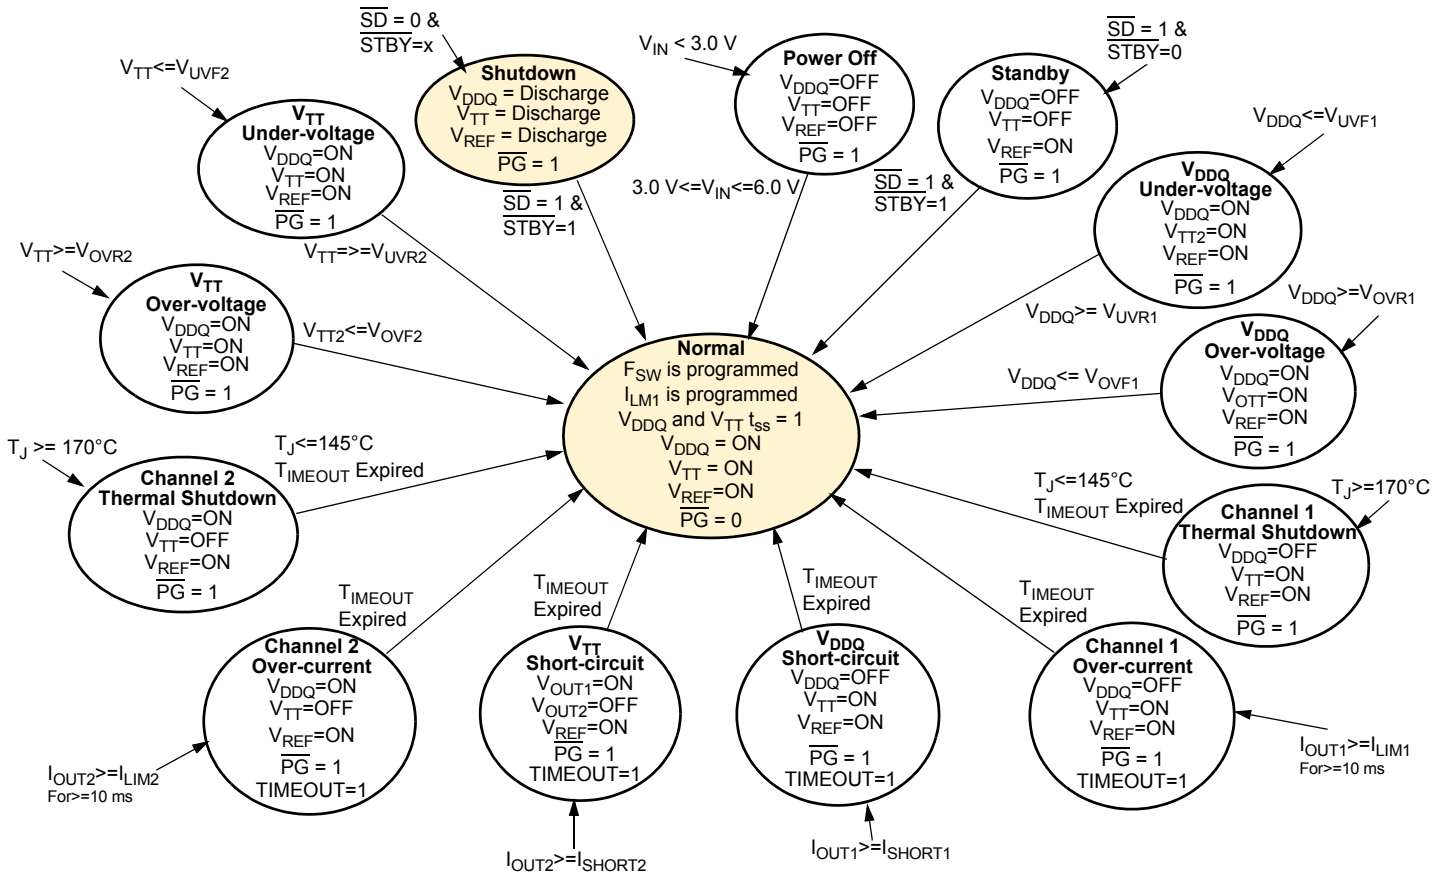 SD = 0 &
STBY=x
Shutdown
VDDQ = Discharge
VTT = Discharge
VREF = Discharge
PG = 1
SD = 1 &
STBY=1
VIN < 3.0 V
Power Off
VDDQ=OFF
VTT=OFF
VREF=OFF
PG = 1
3.0 V<=VIN<=6.0 V
SD = 1 &
STBY=0
Standby
VDDQ=OFF
VTT=OFF
VREF=ON
PG = 1
SD = 1 &
STBY=1
VTT<=VUVF2
VTT
Under-voltage
VDDQ=ON
VTT=ON
VREF=ON
PG = 1
VTT=>=VUVR2
VDDQ<=VUVF1
VDDQ
Under-voltage
VDDQ=ON
VTT2=ON
VREF=ON
PG = 1
VDDQ>= VUVR1
VTT>=VOVR2
VTT
Over-voltage
VDDQ=ON
VTT=ON
VREF=ON
PG = 1
VTT2<=VOVF2
VDDQ>=VOVR1
VDDQ
Over-voltage
VDDQ=ON
VOTT=ON
VREF=ON
PG = 1
VDDQ<= VOVF1
Normal
FSW is programmed
ILM1 is programmed
VDDQ and VTT tss = 1
VDDQ = ON
VTT = ON
VREF=ON
PG = 0
TJ >= 170°C
Channel 2
Thermal Shutdown
VDDQ=ON
VTT=OFF
VREF=ON
PG = 1
TJ<=145°C
TIMEOUT Expired
TJ<=145°C
TIMEOUT Expired
TJ>=170°C
Channel 1
Thermal Shutdown
VDDQ=OFF
VTT=ON
VREF=ON
PG = 1
TIMEOUT
Expired
Channel 2
Over-current
VDDQ=ON
VTT=OFF
VREF=ON
PG = 1
TIMEOUT=1
IOUT2>=ILIM2
For>=10 ms
TIMEOUT
Expired
VTT
Short-circuit
VOUT1=ON
VOUT2=OFF
VREF=ON
PG = 1
TIMEOUT=1
IOUT2>=ISHORT2
TIMEOUT
Expired
VDDQ
Short-circuit
VDDQ=OFF
VTT=ON
VREF=ON
PG = 1
TIMEOUT=1
IOUT1>=ISHORT1
TIMEOUT
Expired
Channel 1
Over-current
VDDQ=OFF
VTT=ON
VREF=ON
PG = 1
TIMEOUT=1
IOUT1>=ILIM1
For>=10 ms